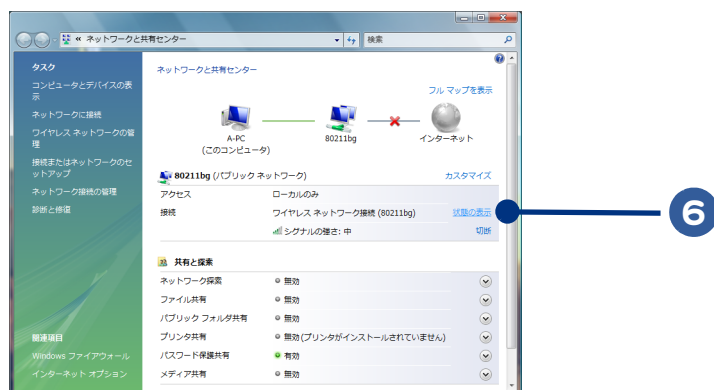 ネットワークと共有センター
検索
タスク
コンピュータとデバイスの表
示
ネットワークに接続
ワイヤレス ネットワークの管
理
接続またはネットワークのセ
ットアップ
ネットワーク接続の管理
診断と修復
関連項目
Windows ファイアウォール
インターネット オプション
ネットワークと共有センター
フル マップを表示
A-PC
(このコンピュータ)
80211bg
インターネット
80211bg (パブリック ネットワーク)
カスタマイズ
アクセス
ローカルのみ
接続
ワイヤレス ネットワーク接続 (80211bg)
状態の表示
シグナルの強さ: 中
切断
共有と探索
ネットワーク探索
無効
ファイル共有
無効
パブリック フォルダ共有
無効
プリンタ共有
無効(プリンタがインストールされていません)
パスワード保護共有
有効
メディア共有
無効
6